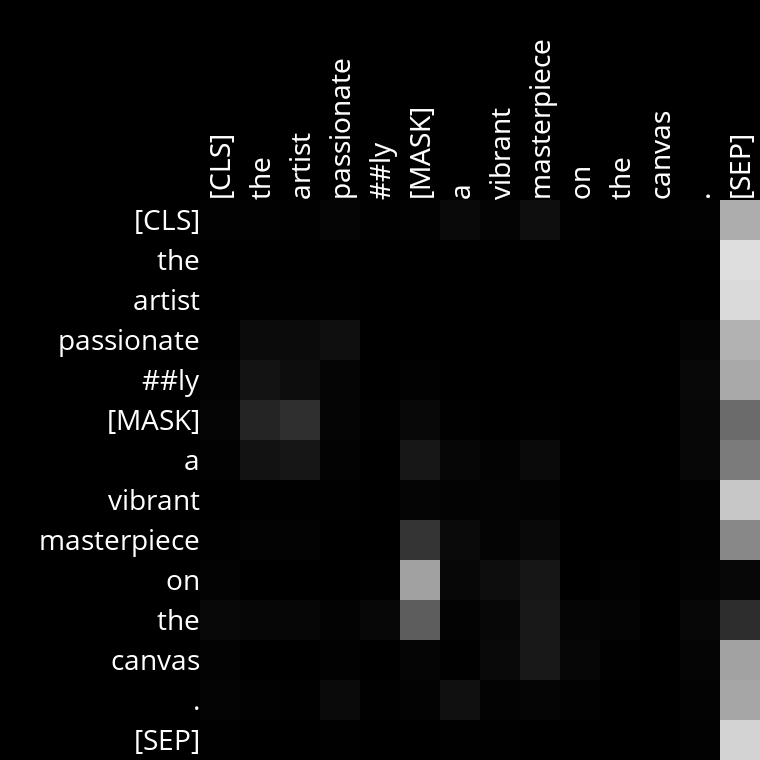 [CLS] the artist passionate ##ly [MASK] a vibrant masterpiece on the canvas . [SEP]
[CLS]
the
artist
passionate
##ly
[MASK]
a
vibrant
masterpiece
on
the
canvas
.
[SEP]